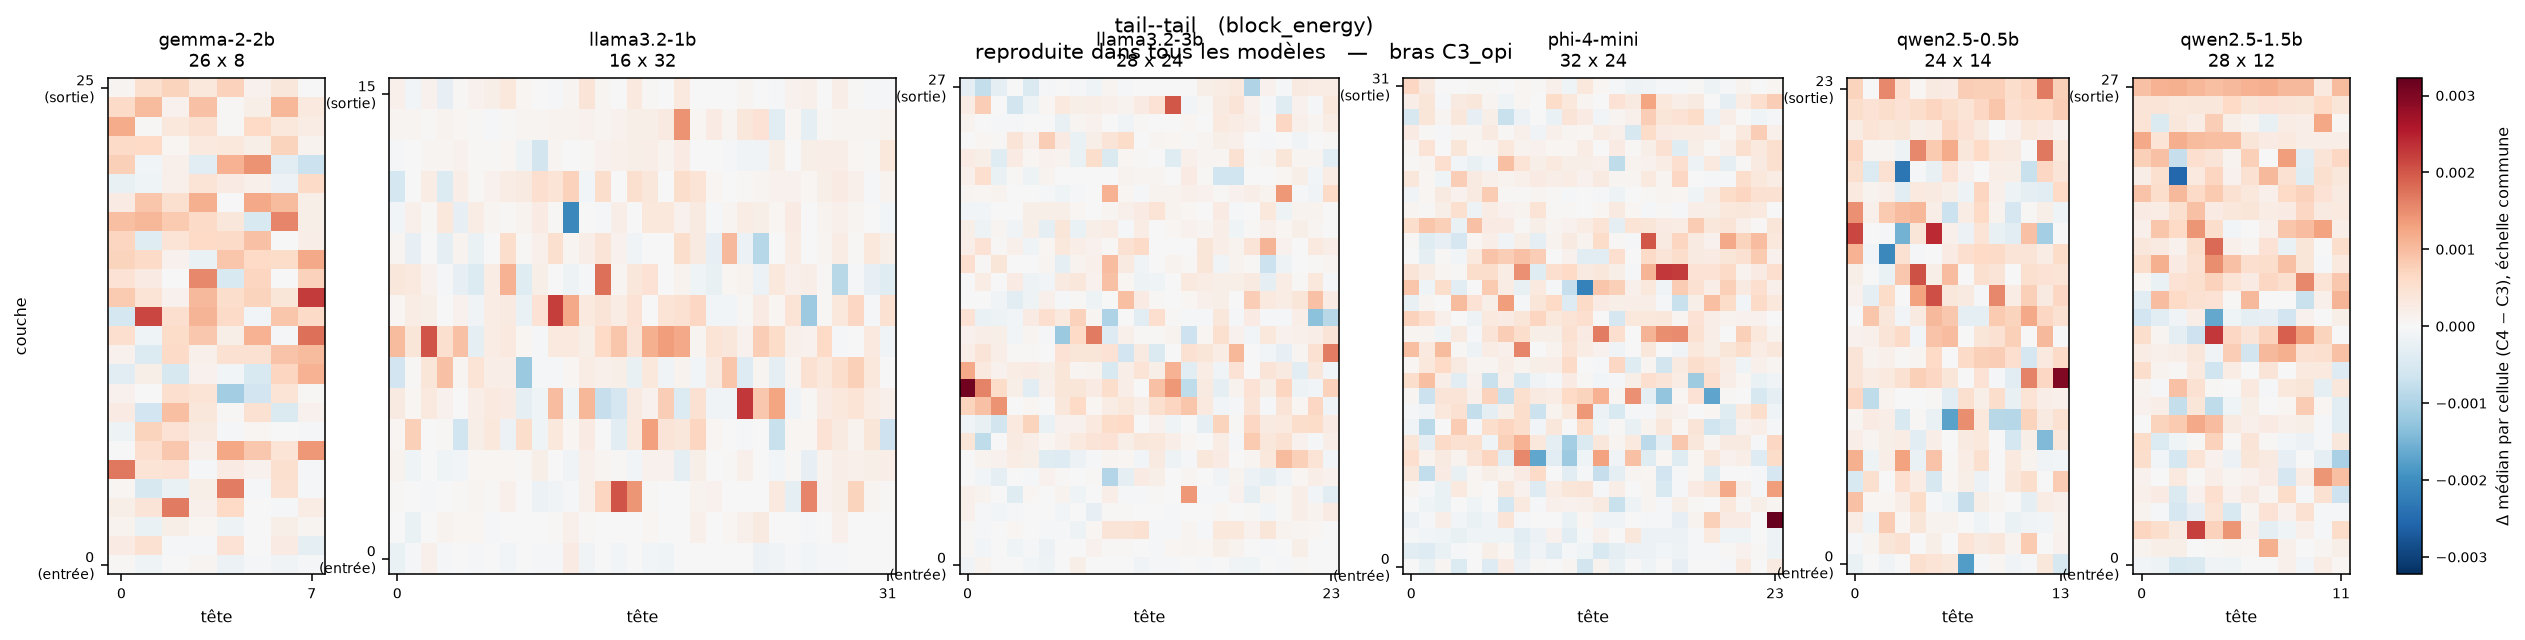 tail--tail (block_energy)
reproduite dans tous les modèles — bras C3_opi
gemma-2-2b
26 x 8
llama3.2-1b
16 x 32
llama3.2-3b
28 x 24
phi-4-mini
32 x 24
qwen2.5-0.5b
24 x 14
qwen2.5-1.5b
28 x 12
couche
25
(sortie)
0
(entrée)
0
7
tête
15
(sortie)
0
(entrée)
0
31
tête
27
(sortie)
0
(entrée)
0
23
tête
31
(sortie)
0
(entrée)
0
23
tête
23
(sortie)
0
(entrée)
0
13
tête
27
(sortie)
0
(entrée)
0
11
tête
0.003
0.002
0.001
0.000
−0.001
−0.002
−0.003
Δ médian par cellule (C4 − C3), échelle commune